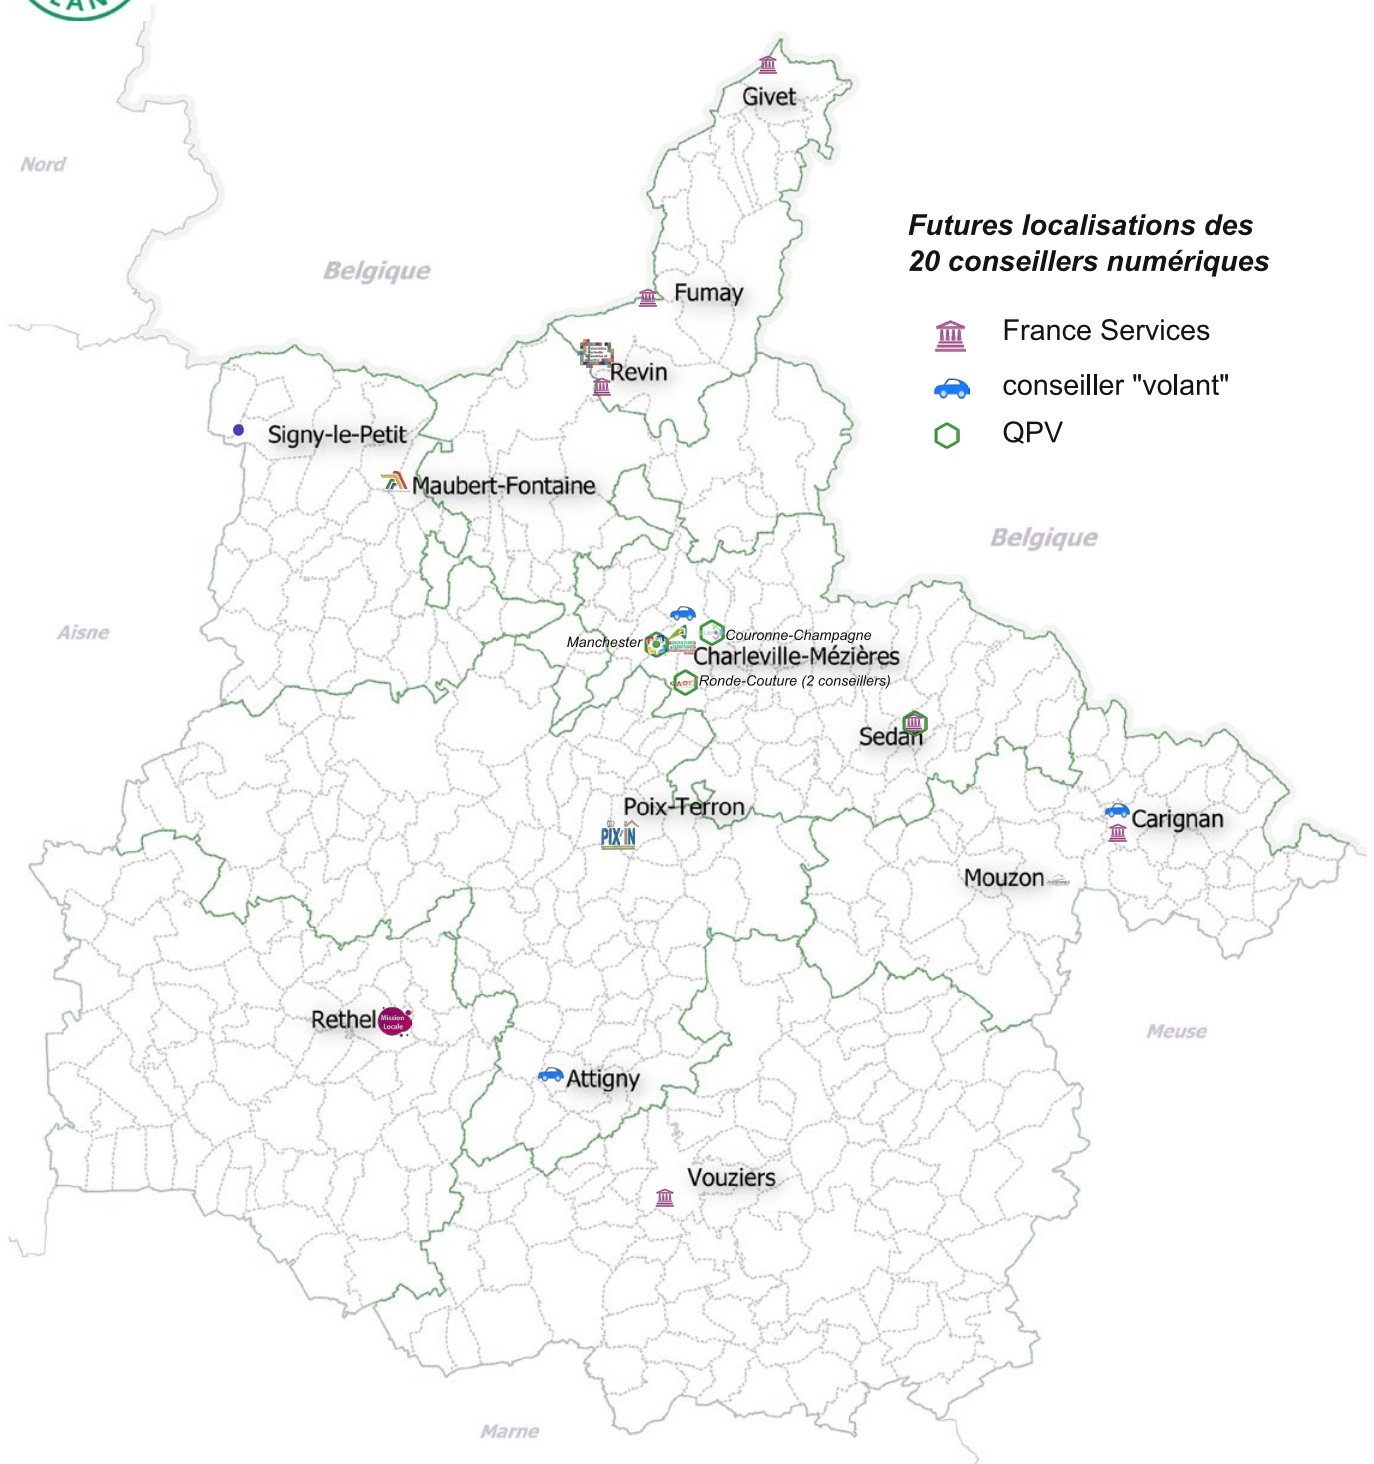 LAN
Givet
Nord
Futures localisations des
20 conseillers numériques
Belgique
Fumay
France Services
Revin
conseiller "volant"
Signy-le-Petit
QPV
Maubert-Fontaine
Belgique
Aisne
Manchester
Couronne-Champagne
Charleville-Mézières
Ronde-Couture (2 conseillers)
Sedan
Poix-Terron
PIX'IN
Carignan
Mouzon
Rethel
Mission
Locale
Meuse
Attigny
Vouziers
Marne